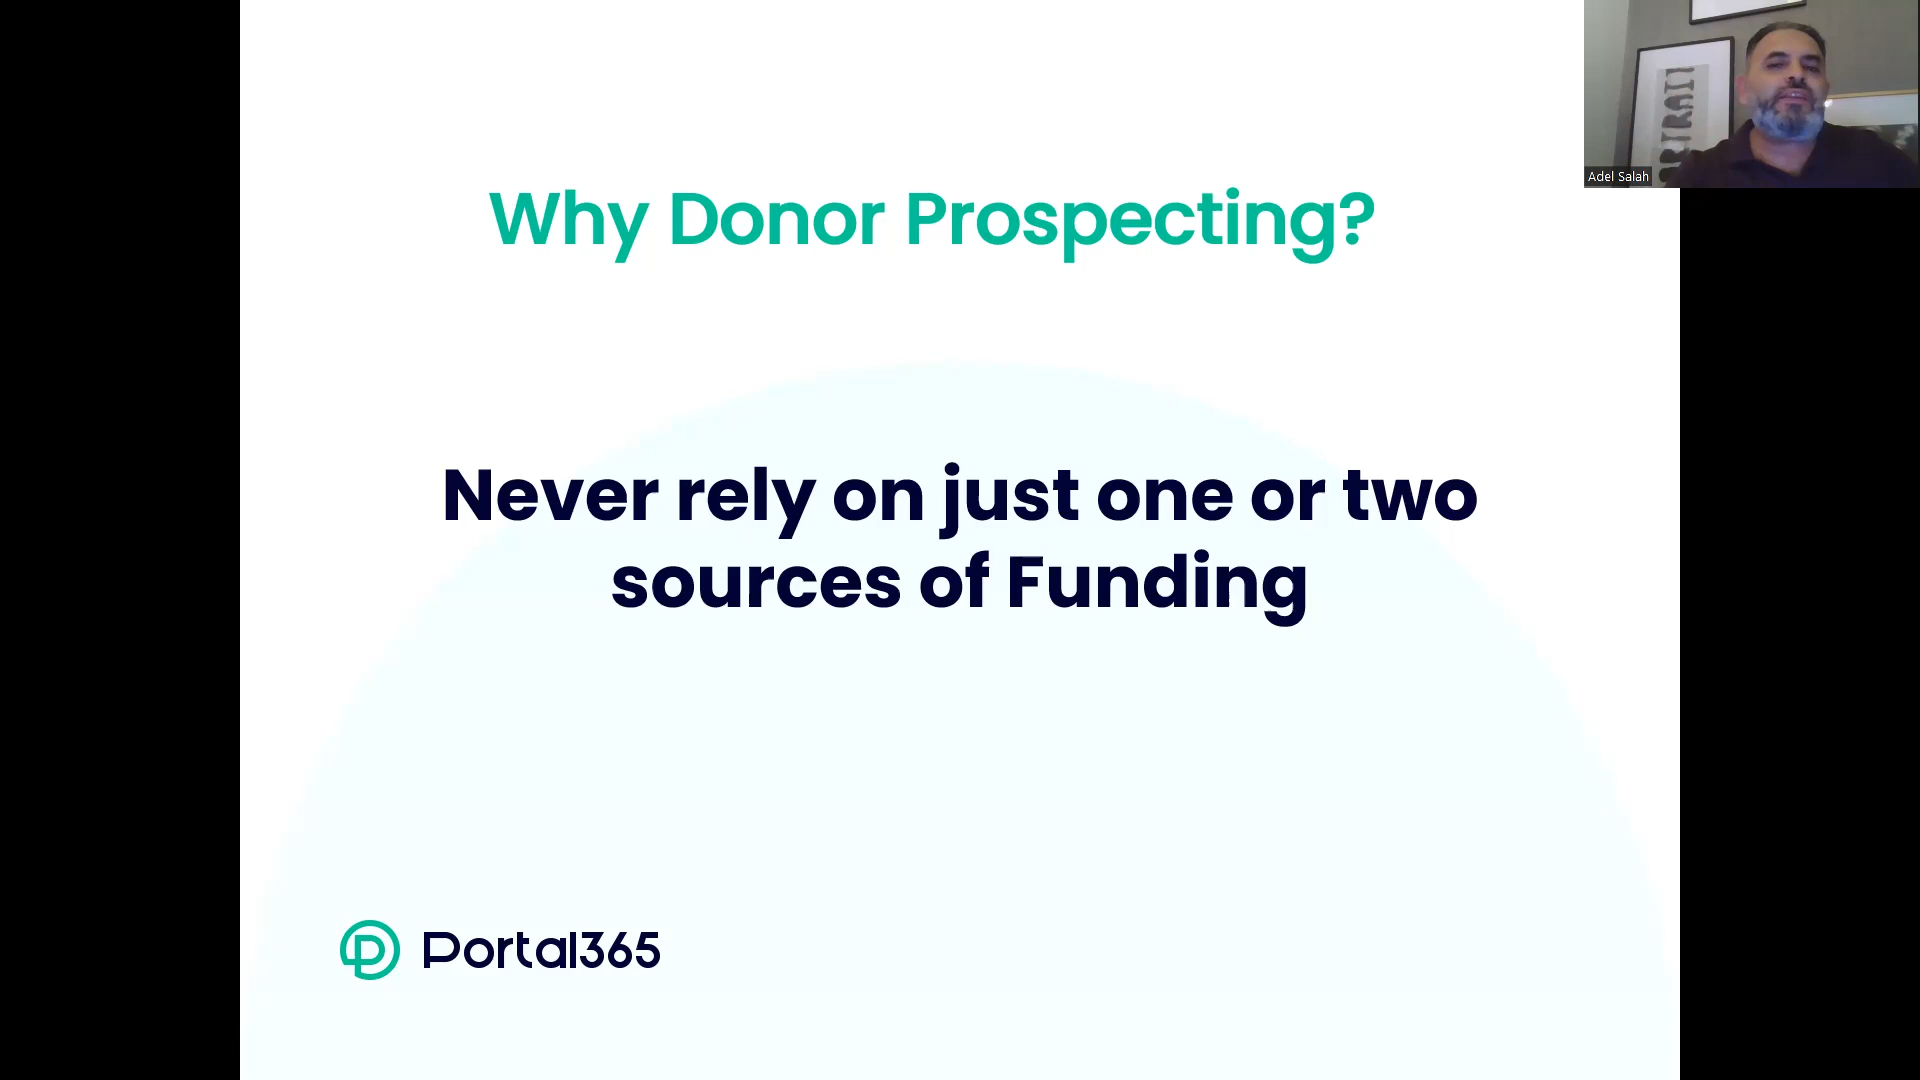 Why Donor Prospecting?
Never rely on just one or two
sources of Funding
Portal365
Adel Salah